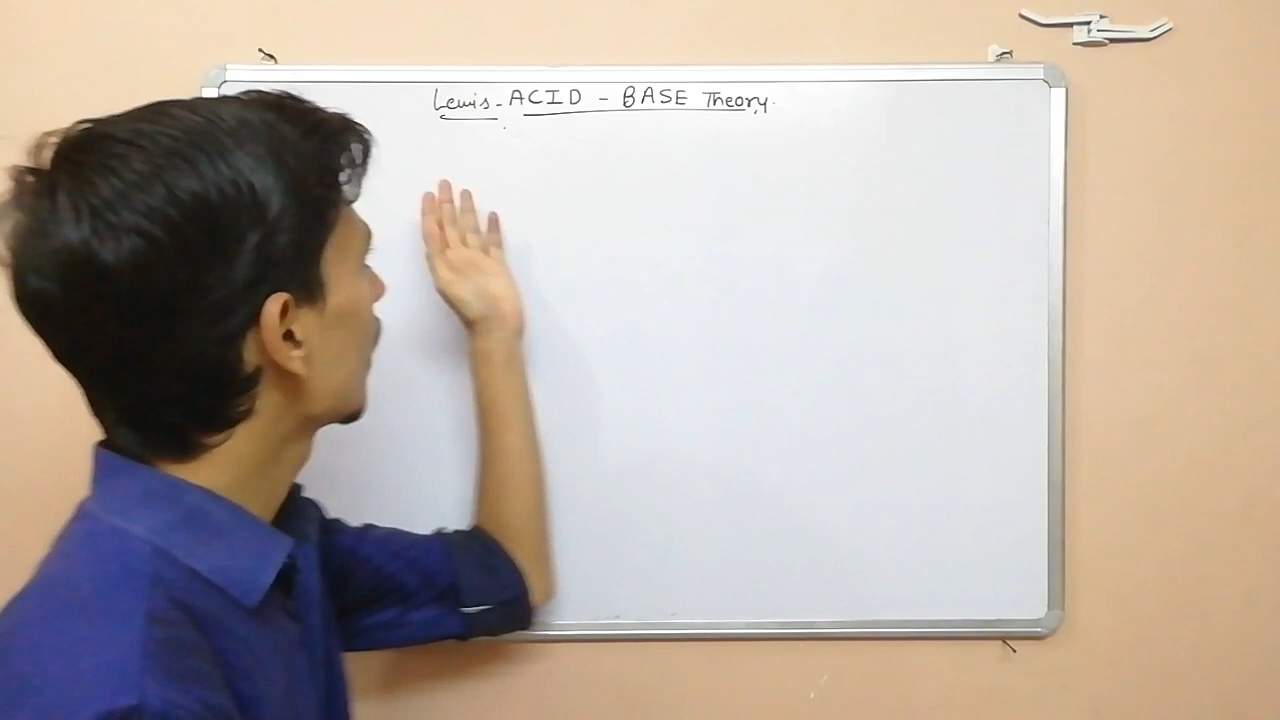 Lewis - ACID - BASE Theory.